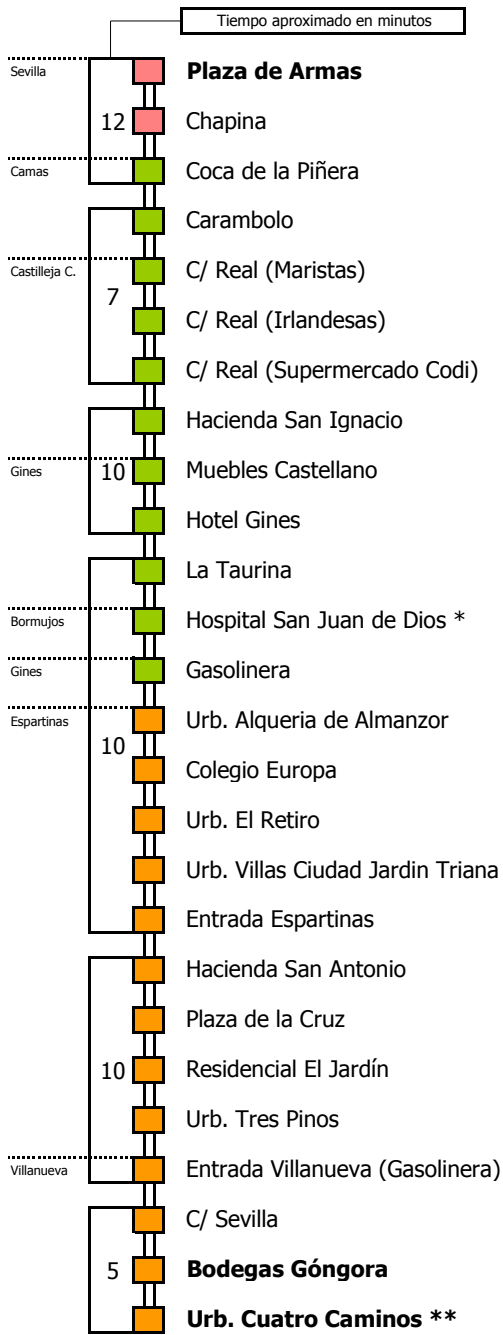 Tiempo aproximado en minutos
Sevilla
Plaza de Armas
12
Chapina
Camas
Coca de la Piñera
Carambolo
Castilleja C.
C/ Real (Maristas)
7
C/ Real (Irlandesas)
C/ Real (Supermercado Codi)
Hacienda San Ignacio
Gines
10
Muebles Castellano
Hotel Gines
La Taurina
Bormujos
Hospital San Juan de Dios *
Gines
Gasolinera
Espartinas
Urb. Alqueria de Almanzor
10
Colegio Europa
Urb. El Retiro
Urb. Villas Ciudad Jardin Triana
Entrada Espartinas
Hacienda San Antonio
Plaza de la Cruz
10
Residencial El Jardín
Urb. Tres Pinos
Villanueva
Entrada Villanueva (Gasolinera)
C/ Sevilla
5
Bodegas Góngora
Urb. Cuatro Caminos **